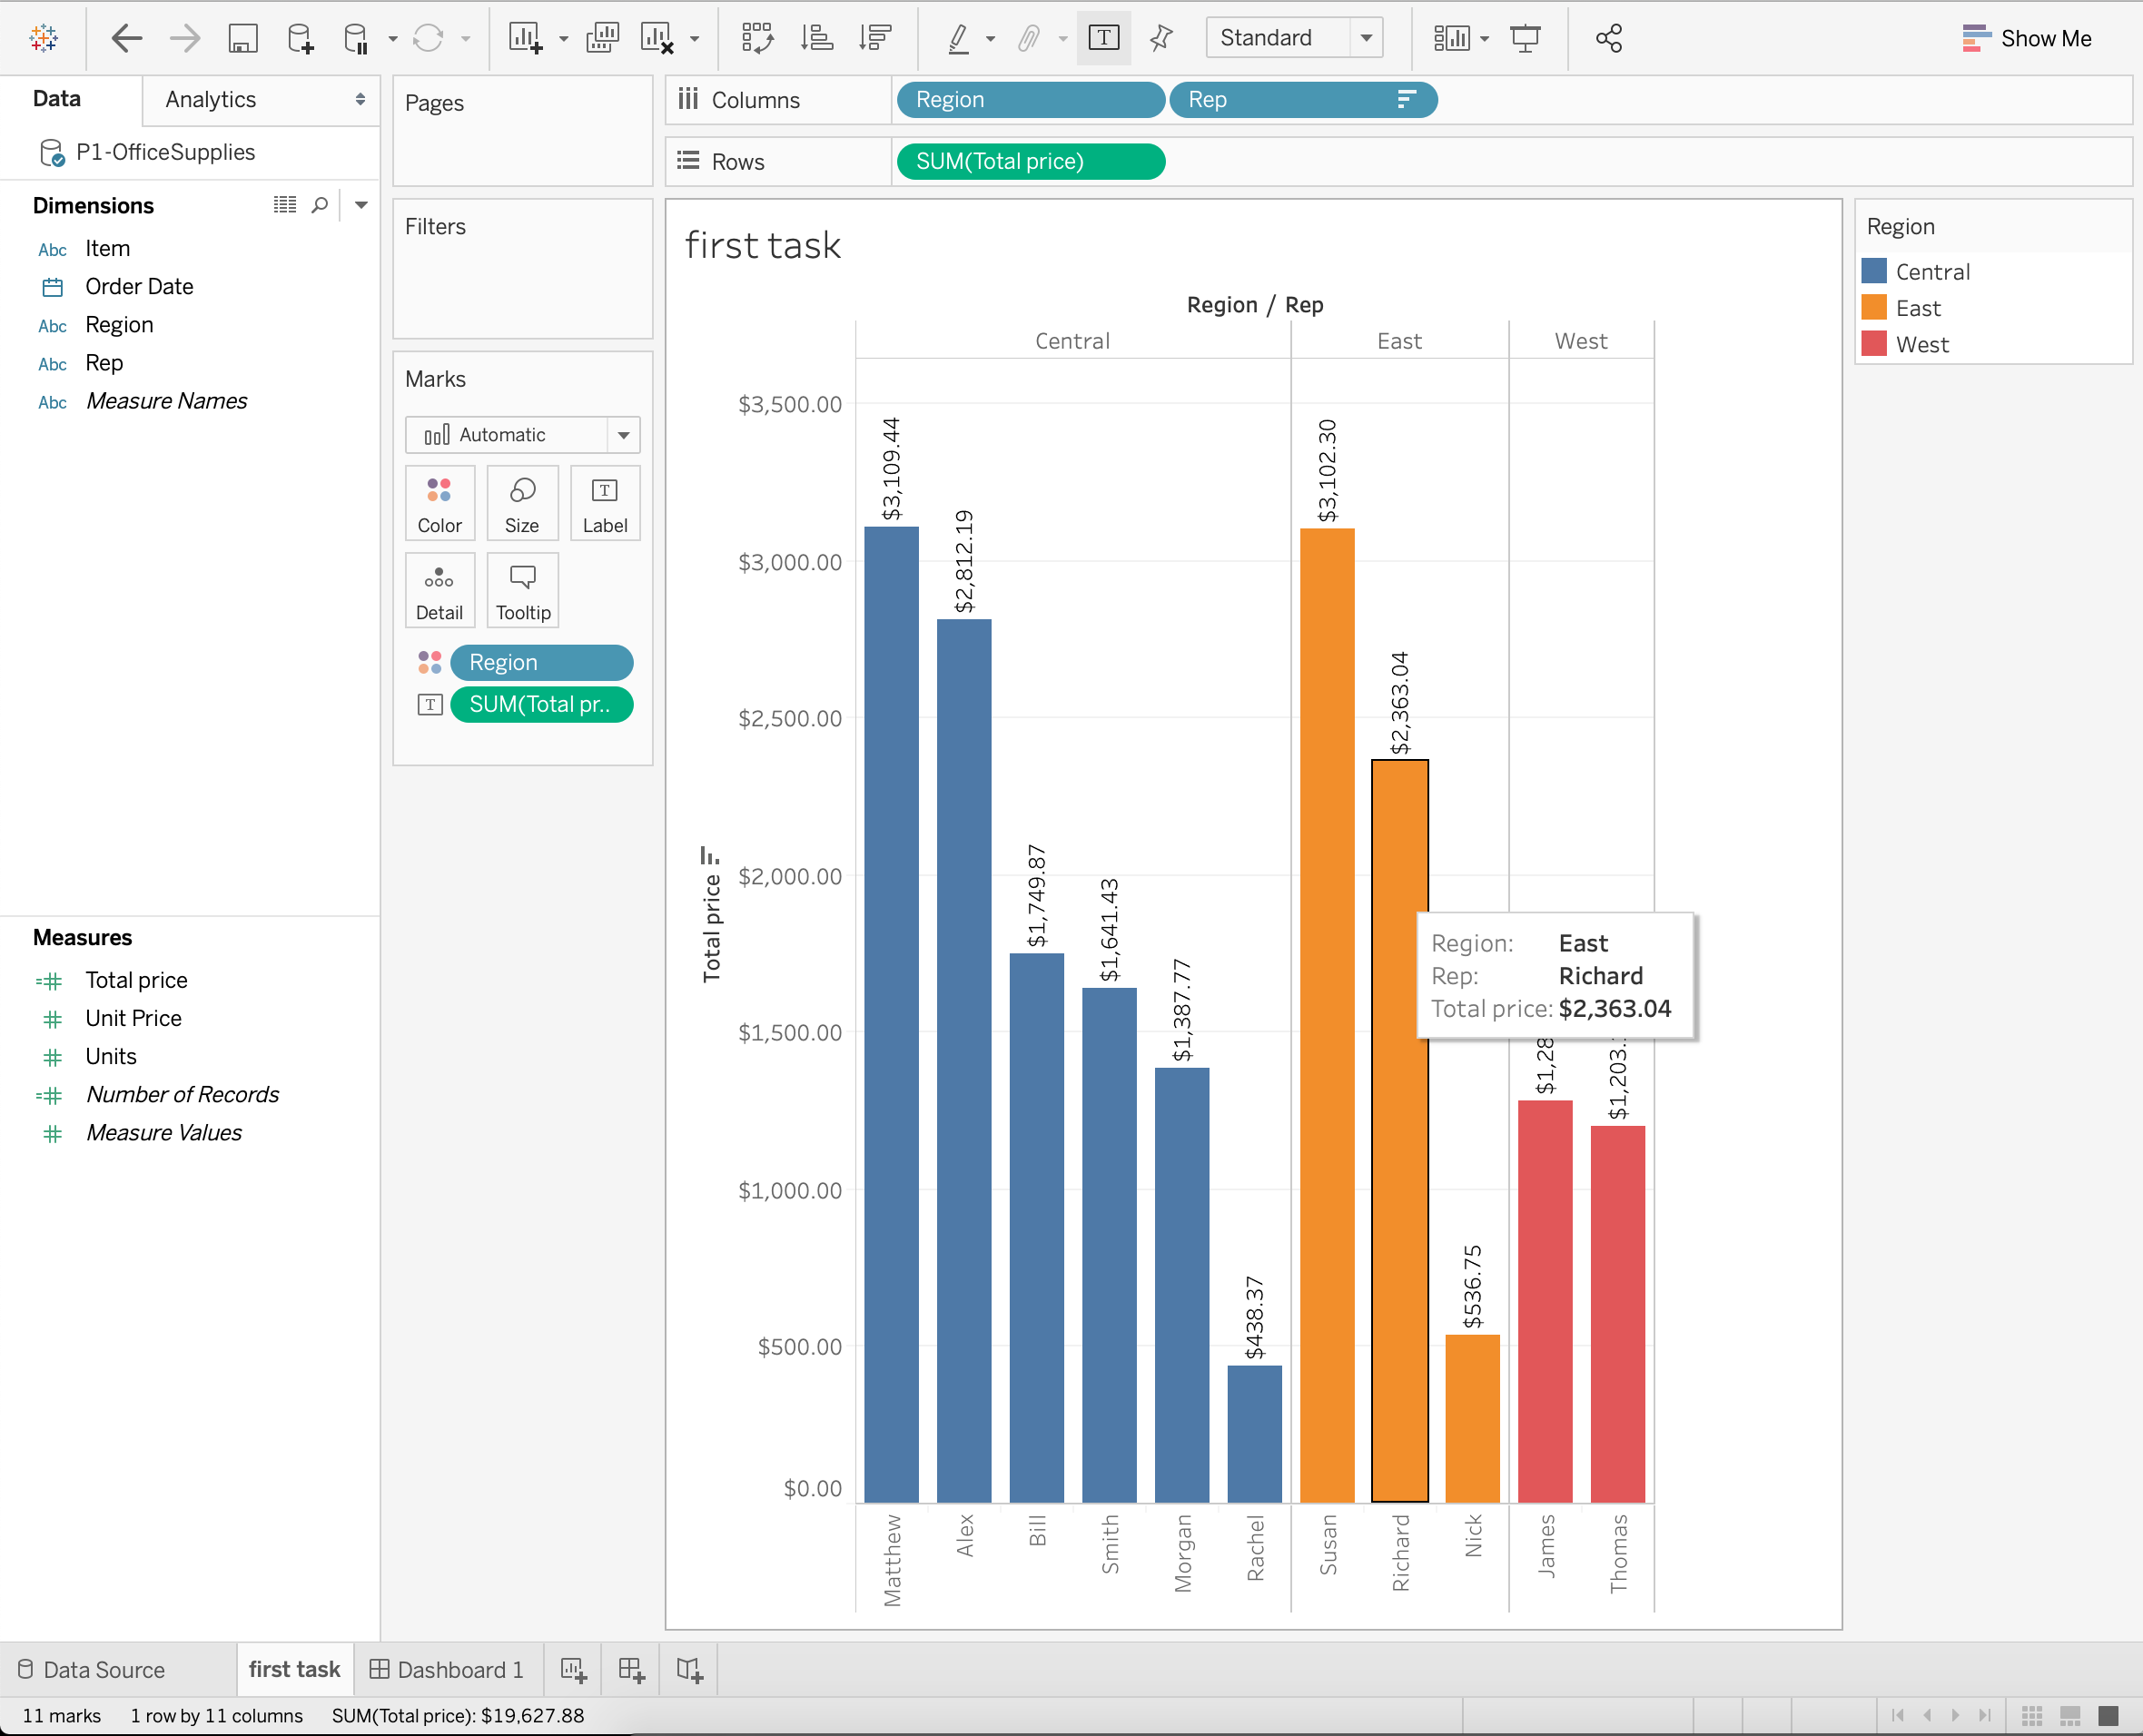 Standard
Show Me
Data
Analytics
P1-OfficeSupplies
Dimensions
Abc Item
Order Date
Abc Region
Abc Rep
Abc Measure Names
Measures
Total price
Unit Price
Units
Number of Records
Measure Values
Pages
Filters
Marks
Automatic
Color Size Label
Detail Tooltip
Region
SUM(Total pr..
Columns Region Rep
Rows SUM(Total price)
first task
Region / Rep
Central East West
Total price
$3,500.00
$3,000.00
$2,500.00
$2,000.00
$1,500.00
$1,000.00
$500.00
$0.00
$3,109.44
$2,812.19
$1,749.87
$1,641.43
$1,387.77
$438.37
$3,102.30
$2,363.04
$536.75
$1,28
$1,203.
Region: East
Rep: Richard
Total price: $2,363.04
Matthew
Alex
Bill
Smith
Morgan
Rachel
Susan
Richard
Nick
James
Thomas
Region
Central
East
West
Data Source first task Dashboard 1
11 marks 1 row by 11 columns SUM(Total price): $19,627.88